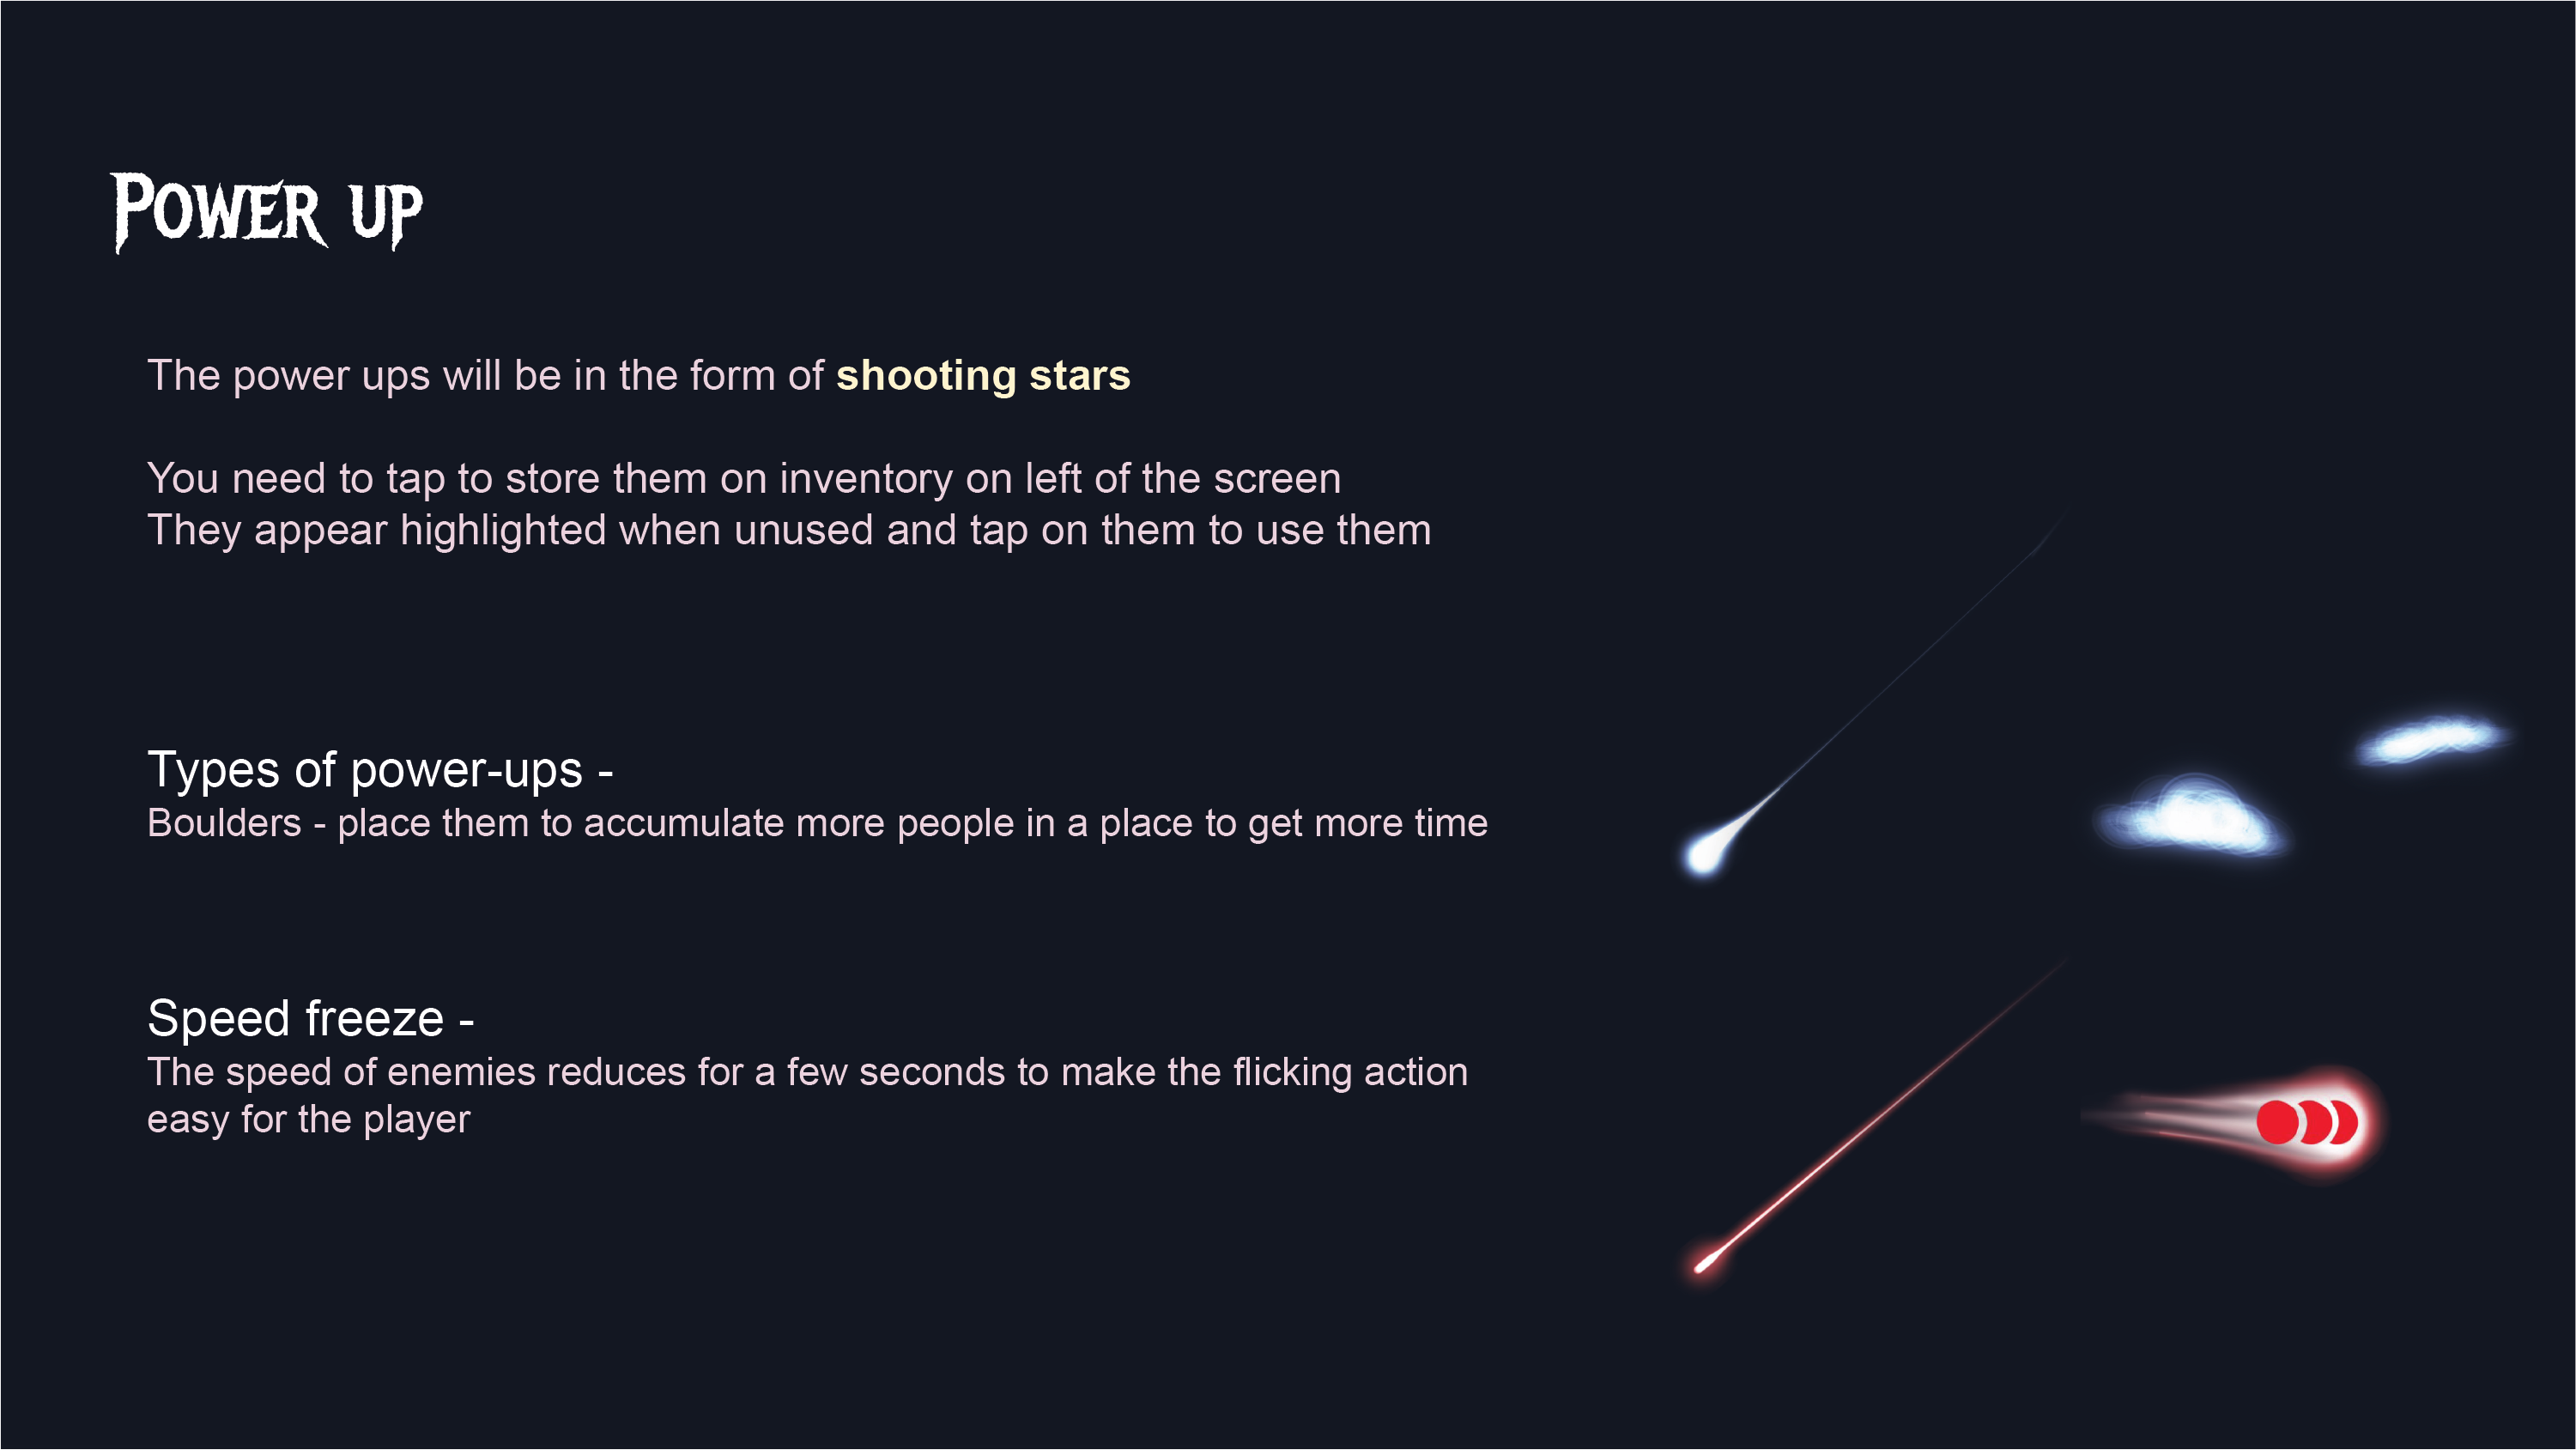 Power up
The power ups will be in the form of shooting stars
You need to tap to store them on inventory on left of the screen
They appear highlighted when unused and tap on them to use them
Types of power-ups -
Boulders - place them to accumulate more people in a place to get more time
Speed freeze -
The speed of enemies reduces for a few seconds to make the flicking action
easy for the player